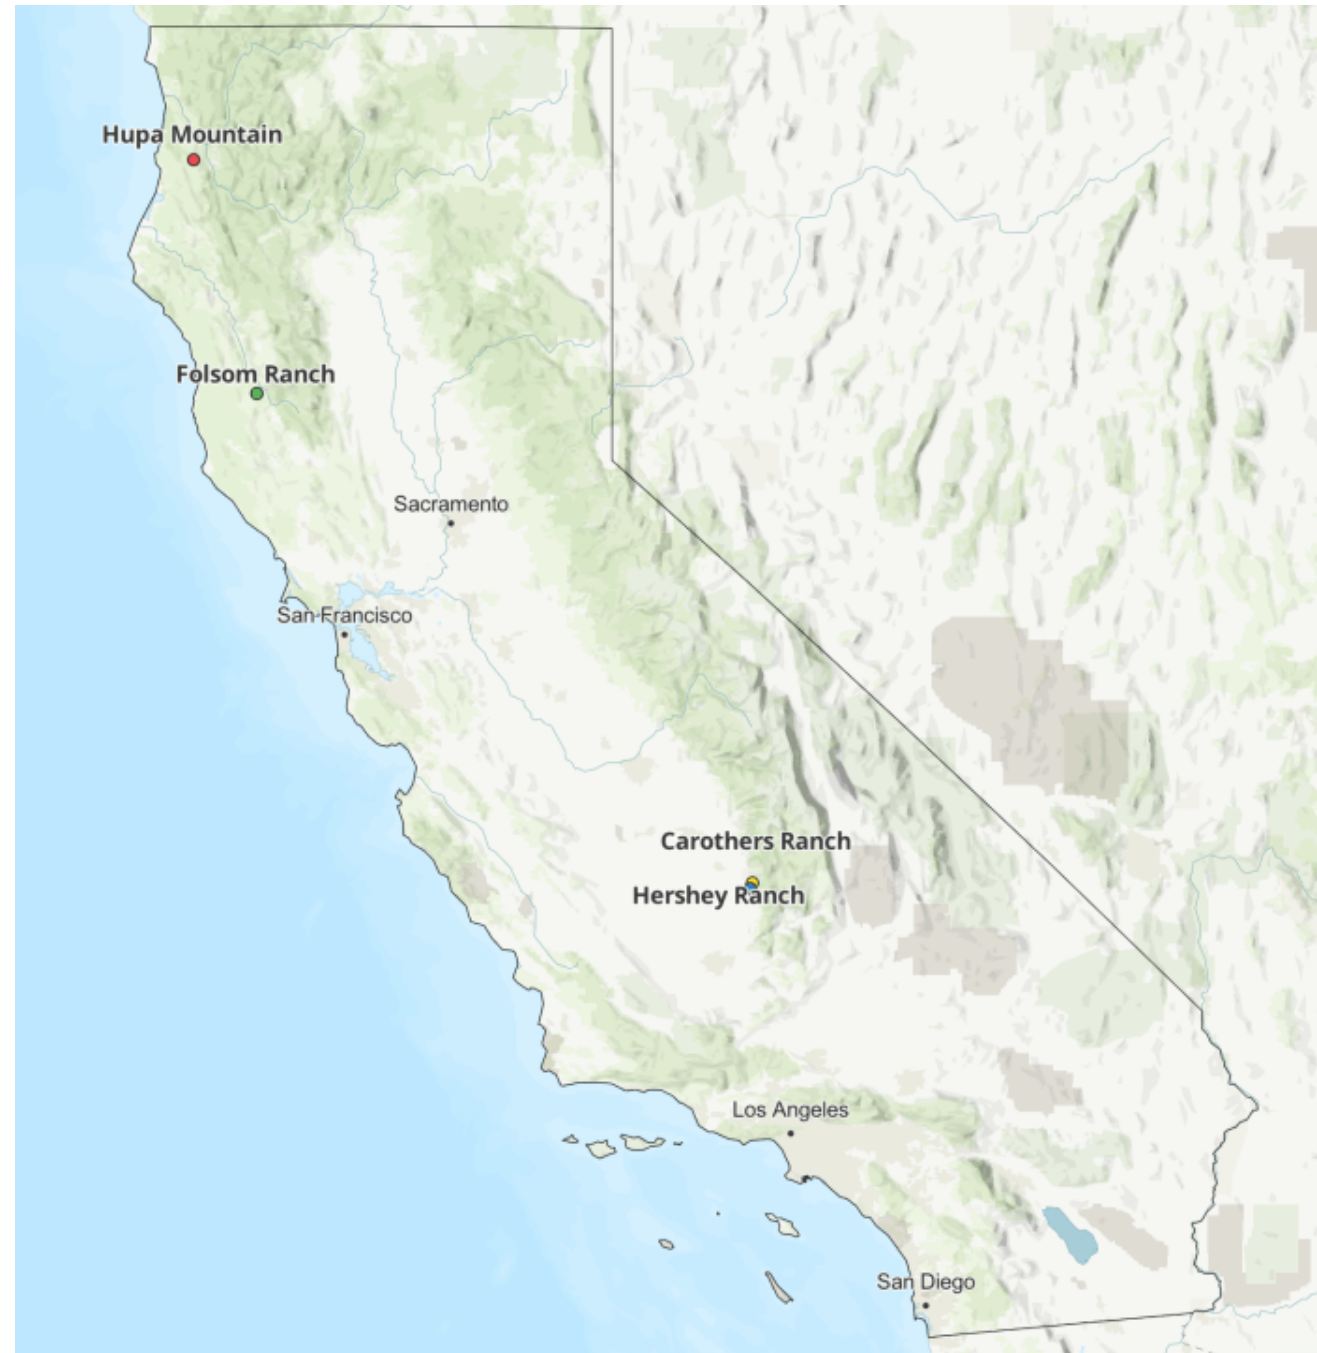 Hupa Mountain
Folsom Ranch
Sacramento
San Francisco
Carothers Ranch
Hershey Ranch
Los Angeles
San Diego